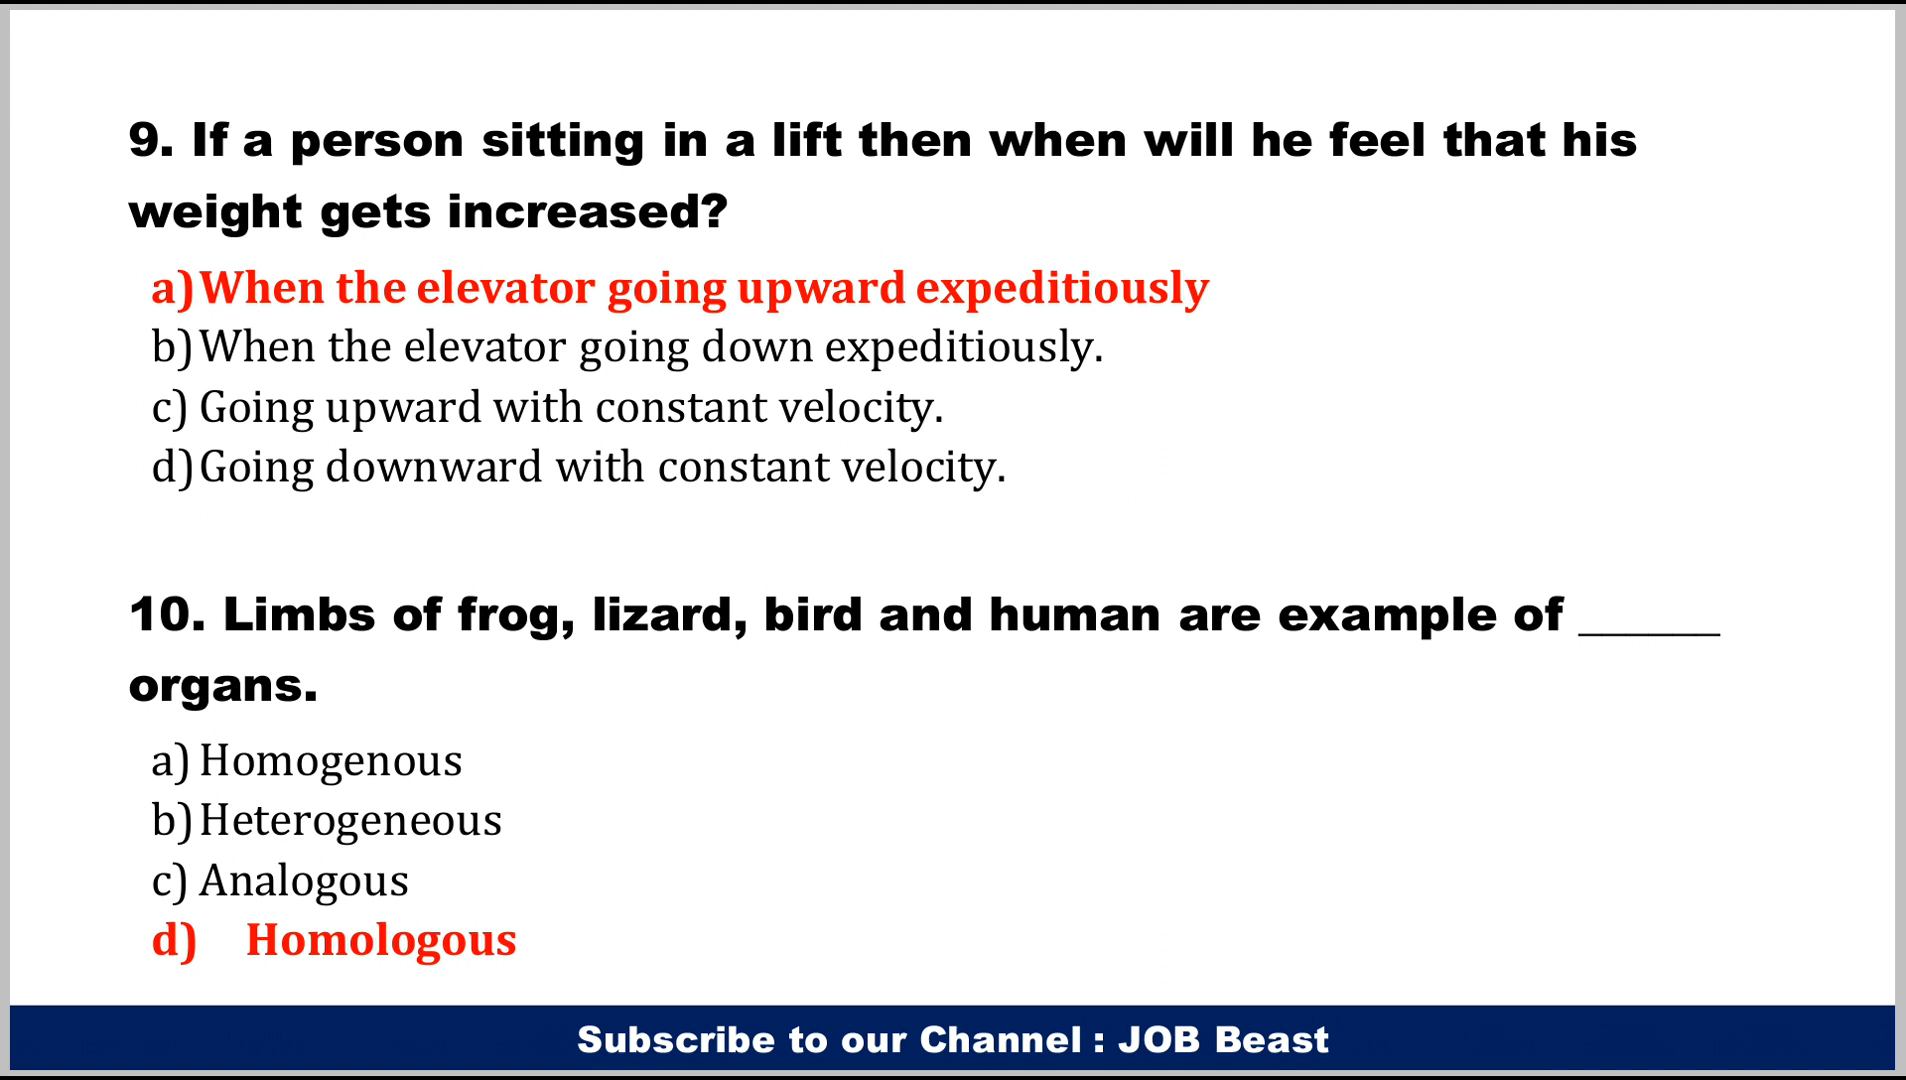 9. If a person sitting in a lift then when will he feel that his
weight gets increased?
a) When the elevator going upward expeditiously
b) When the elevator going down expeditiously.
c) Going upward with constant velocity.
d) Going downward with constant velocity.
10. Limbs of frog, lizard, bird and human are example of ______
organs.
a) Homogenous
b) Heterogeneous
c) Analogous
d) Homologous
Subscribe to our Channel : JOB Beast